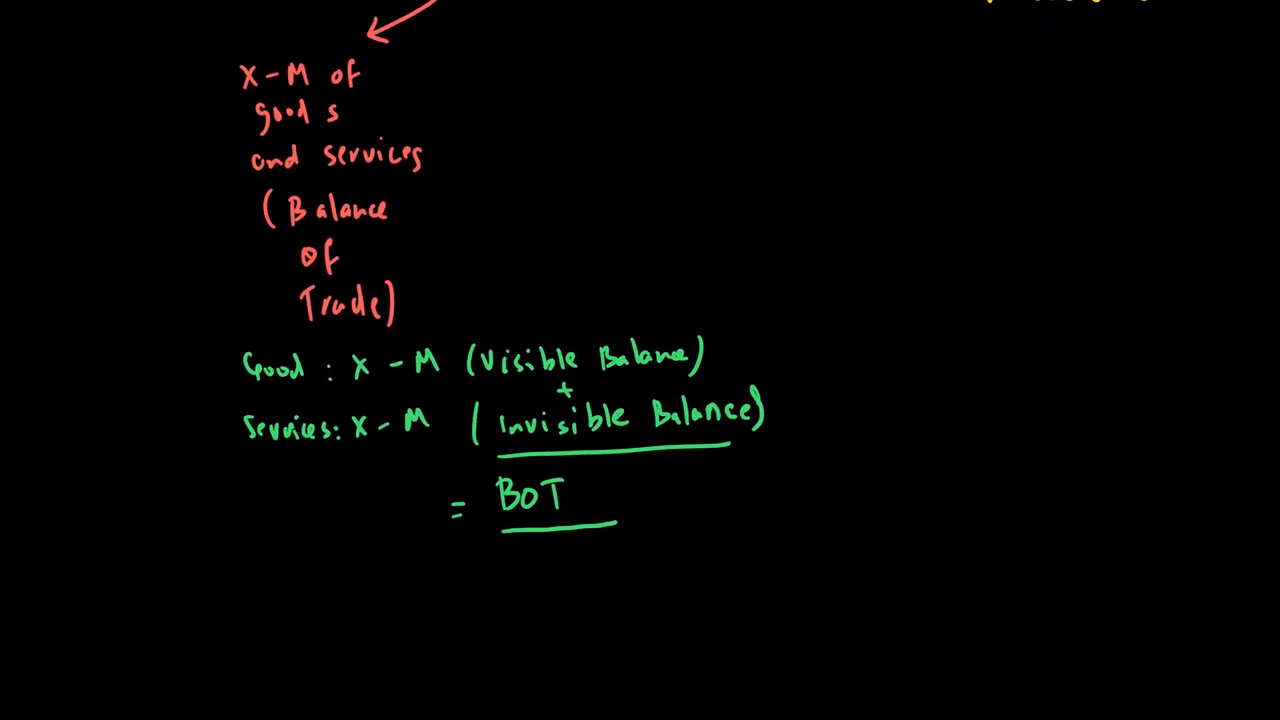 X - M of
goods
and services
(Balance
of
Trade)
Good : X - M (Visible Balance)
+
Services: X - M (Invisible Balance)
= BOT